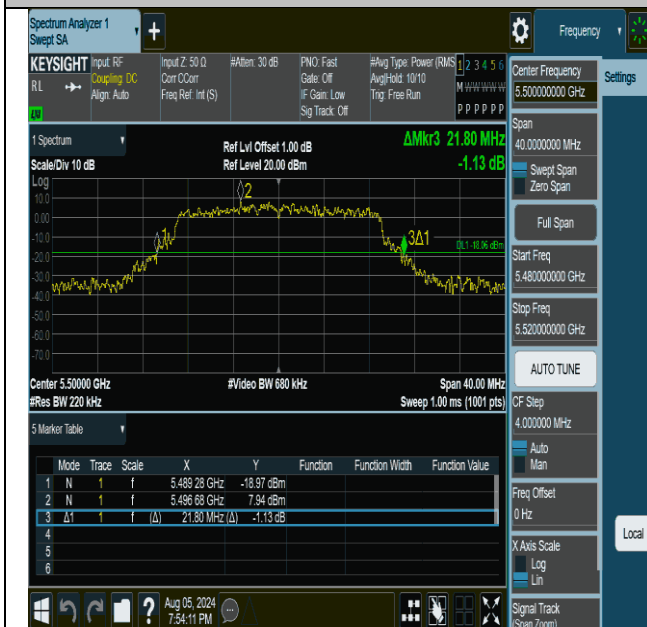 Spectrum Analyzer 1
Swept SA
+
Frequency
KEYSIGHT
RL
Input: RF
Coupling: DC
Align: Auto
Input Z: 50 Ω
Corr CCorr
Freq Ref: Int (S)
#Atten: 30 dB
PNO: Fast
Gate: Off
IF Gain: Low
Sig Track: Off
#Avg Type: Power (RMS
Avg|Hold: 10/10
Trig: Free Run
1 2 3 4 5 6
M W W W W W
P P P P P P
LXI
1 Spectrum
Scale/Div 10 dB
Log
Ref Lvl Offset 1.00 dB
Ref Level 20.00 dBm
ΔMkr3 21.80 MHz
-1.13 dB
10.0
0.00
-10.0
-20.0
-30.0
-40.0
-50.0
-60.0
-70.0
1
2
3Δ1
DL1 -18.06 dBm
Center 5.50000 GHz
#Res BW 220 kHz
#Video BW 680 kHz
Span 40.00 MHz
Sweep 1.00 ms (1001 pts)
5 Marker Table
Mode Trace Scale X Y Function Function Width Function Value
1 N 1 f 5.489 28 GHz -18.97 dBm
2 N 1 f 5.496 68 GHz 7.94 dBm
3 Δ1 1 f (Δ) 21.80 MHz (Δ) -1.13 dB
4
5
6
Aug 05, 2024
7:54:11 PM
?
Center Frequency
5.500000000 GHz
Settings
Span
40.0000000 MHz
Swept Span
Zero Span
Full Span
Start Freq
5.480000000 GHz
Stop Freq
5.520000000 GHz
AUTO TUNE
CF Step
4.000000 MHz
Auto
Man
Freq Offset
0 Hz
X Axis Scale
Log
Lin
Local
Signal Track
(Span Zoom)